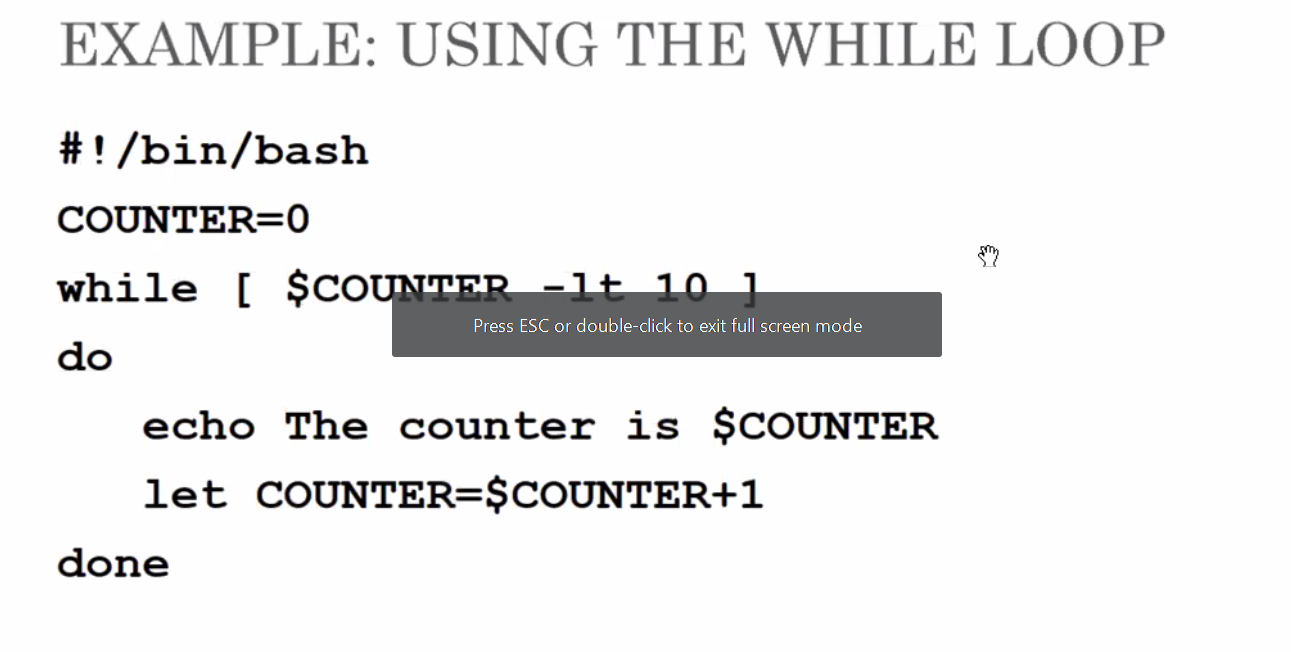 EXAMPLE: USING THE WHILE LOOP
#!/bin/bash
COUNTER=0
while [ $COUNTER -lt 10 ]
Press ESC or double-click to exit full screen mode
do
echo The counter is $COUNTER
let COUNTER=$COUNTER+1
done